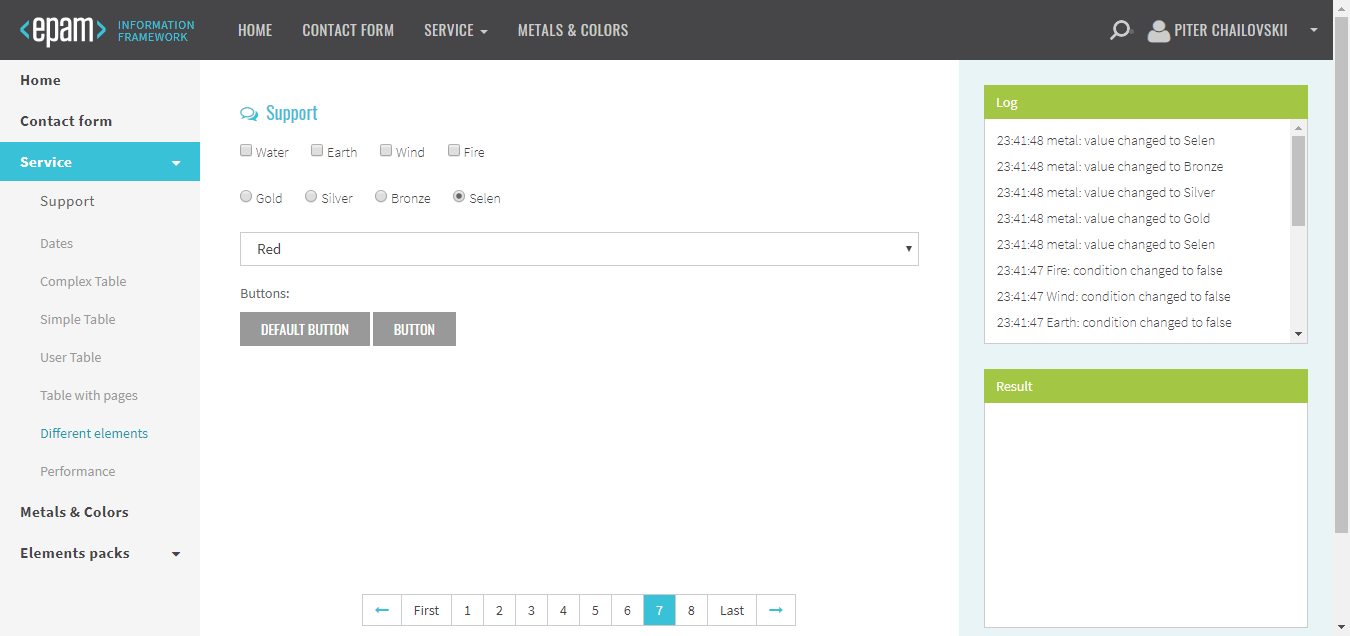 <epam> INFORMATION FRAMEWORK
HOME CONTACT FORM SERVICE METALS & COLORS
PITER CHAILOVSKII
Home
Contact form
Service
Support
Dates
Complex Table
Simple Table
User Table
Table with pages
Different elements
Performance
Metals & Colors
Elements packs
Support
Water Earth Wind Fire
Gold Silver Bronze Selen
Red
Buttons:
DEFAULT BUTTON BUTTON
First 1 2 3 4 5 6 7 8 Last
Log
23:41:48 metal: value changed to Selen
23:41:48 metal: value changed to Bronze
23:41:48 metal: value changed to Silver
23:41:48 metal: value changed to Gold
23:41:48 metal: value changed to Selen
23:41:47 Fire: condition changed to false
23:41:47 Wind: condition changed to false
23:41:47 Earth: condition changed to false
Result